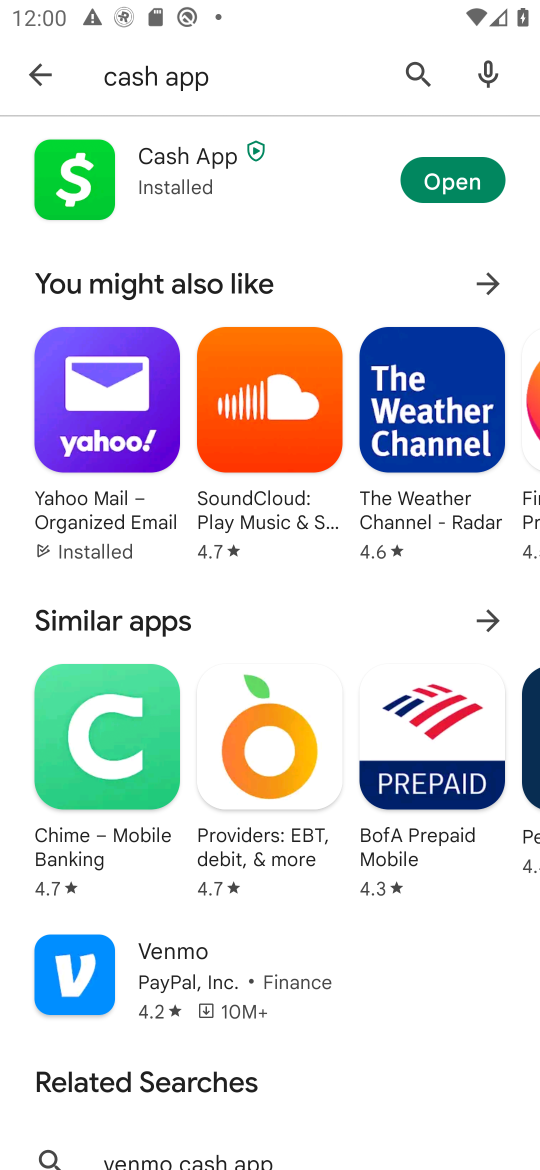 12:00
cash app
Cash App
Installed
Open
You might also like
yahoo!
The
Weather
Channel
Yahoo Mail –
Organized Email
Installed
SoundCloud:
Play Music & S...
4.7★
The Weather
Channel - Radar
4.6★
Fi
Pr
4.
Similar apps
PREPAID
Chime – Mobile
Banking
4.7★
Providers: EBT,
debit, & more
4.7★
BofA Prepaid
Mobile
4.3★
Pe
4.
Venmo
PayPal, Inc. • Finance
4.2★ 10M+
Related Searches
venmo cash app